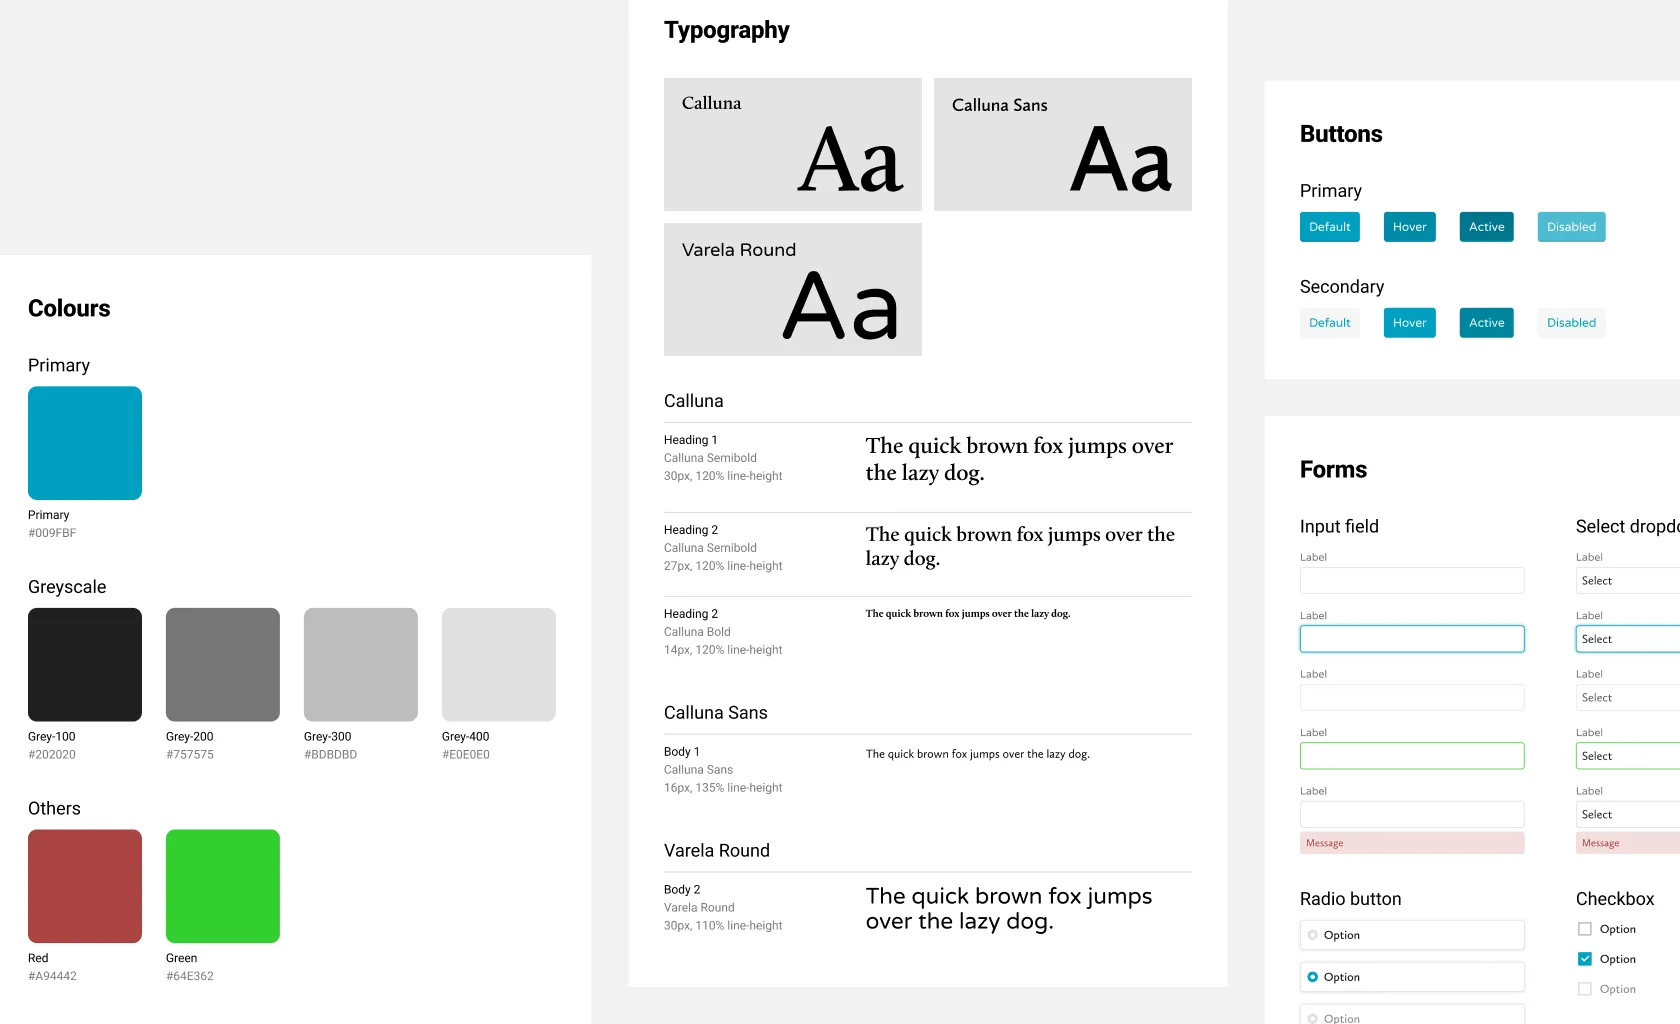 Colours
Primary
Primary
#009FBF
Greyscale
Grey-100
#202020
Grey-200
#757575
Grey-300
#BDBDBD
Grey-400
#E0E0E0
Others
Red
#A94442
Green
#64E362
Typography
Calluna
Aa
Calluna Sans
Aa
Varela Round
Aa
Calluna
Heading 1
Calluna Semibold
30px, 120% line-height
The quick brown fox jumps over
the lazy dog.
Heading 2
Calluna Semibold
27px, 120% line-height
The quick brown fox jumps over the
lazy dog.
Heading 2
Calluna Bold
14px, 120% line-height
The quick brown fox jumps over the lazy dog.
Calluna Sans
Body 1
Calluna Sans
16px, 135% line-height
The quick brown fox jumps over the lazy dog.
Varela Round
Body 2
Varela Round
30px, 110% line-height
The quick brown fox jumps
over the lazy dog.
Buttons
Primary
Default
Hover
Active
Disabled
Secondary
Default
Hover
Active
Disabled
Forms
Input field
Label
Label
Label
Label
Label
Message
Select dropdo
Label
Select
Label
Select
Label
Select
Label
Select
Label
Select
Message
Radio button
Option
Option
Option
Checkbox
Option
Option
Option